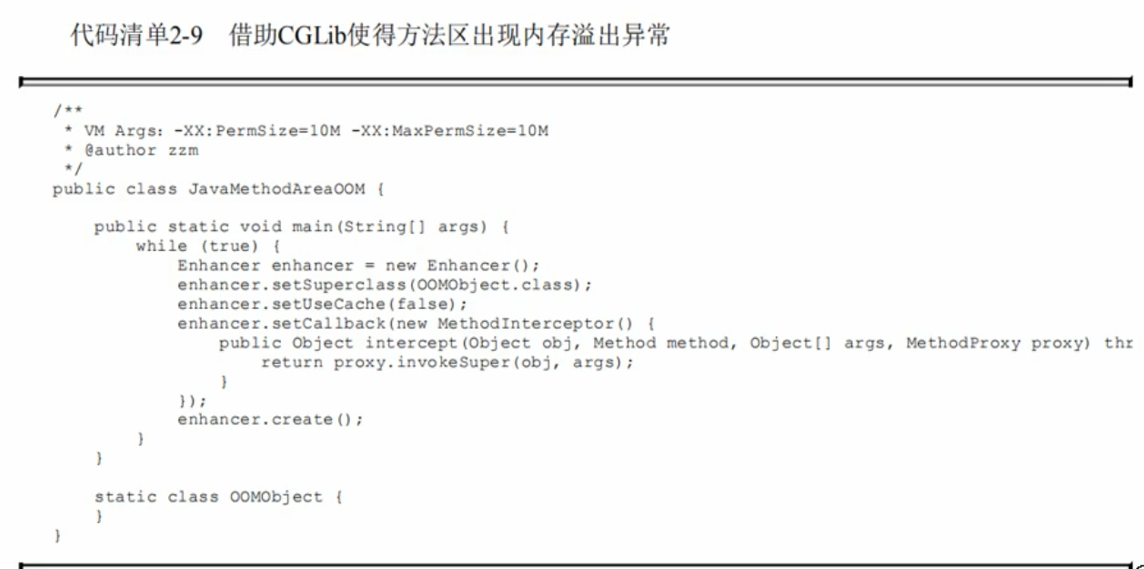 代码清单2-9 借助CGLib使得方法区出现内存溢出异常
/**
 * VM Args: -XX:PermSize=10M -XX:MaxPermSize=10M
 * @author zzm
 */
public class JavaMethodAreaOOM {
    public static void main(String[] args) {
        while (true) {
            Enhancer enhancer = new Enhancer();
            enhancer.setSuperclass(OOMObject.class);
            enhancer.setUseCache(false);
            enhancer.setCallback(new MethodInterceptor() {
                public Object intercept(Object obj, Method method, Object[] args, MethodProxy proxy) thr
                    return proxy.invokeSuper(obj, args);
                }
            });
            enhancer.create();
        }
    }
    static class OOMObject {
    }
}